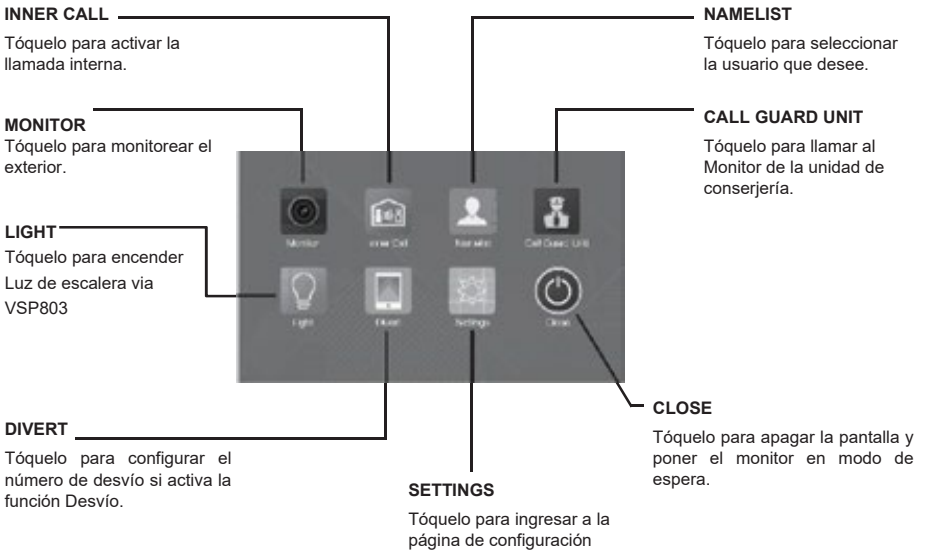 INNER CALL
Tóquelo para activar la
llamada interna.
NAMELIST
Tóquelo para seleccionar
la usuario que desee.
MONITOR
Tóquelo para monitorear el
exterior.
CALL GUARD UNIT
Tóquelo para llamar al
Monitor de la unidad de
conserjería.
LIGHT
Tóquelo para encender
Luz de escalera via
VSP803
Monitor
Inner Call
Namelist
Call Guard Unit
Light
Divert
Settings
Close
DIVERT
Tóquelo para configurar el
número de desvío si activa la
función Desvío.
SETTINGS
Tóquelo para ingresar a la
página de configuración
CLOSE
Tóquelo para apagar la pantalla y
poner el monitor en modo de
espera.